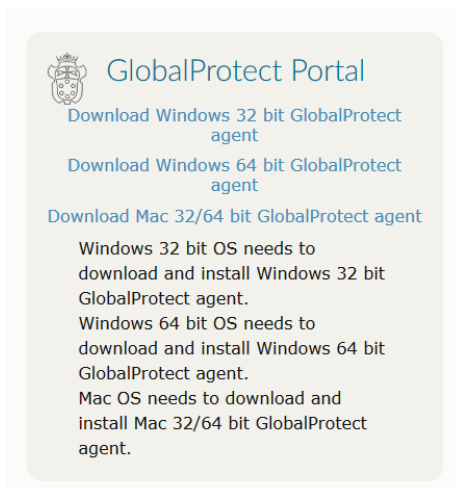 GlobalProtect Portal
Download Windows 32 bit GlobalProtect
agent
Download Windows 64 bit GlobalProtect
agent
Download Mac 32/64 bit GlobalProtect agent
Windows 32 bit OS needs to
download and install Windows 32 bit
GlobalProtect agent.
Windows 64 bit OS needs to
download and install Windows 64 bit
GlobalProtect agent.
Mac OS needs to download and
install Mac 32/64 bit GlobalProtect
agent.